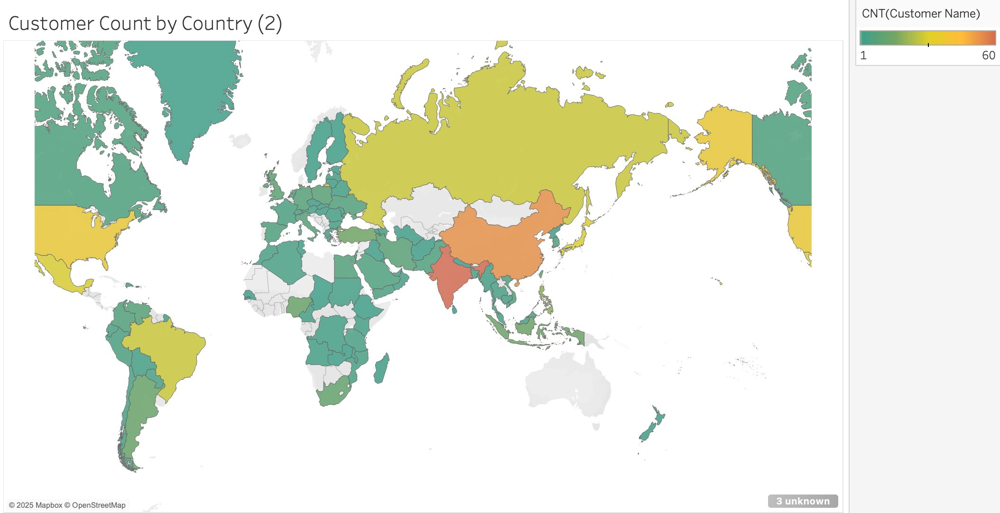 Customer Count by Country (2)
CNT(Customer Name)
1
60
© 2025 Mapbox © OpenStreetMap
3 unknown